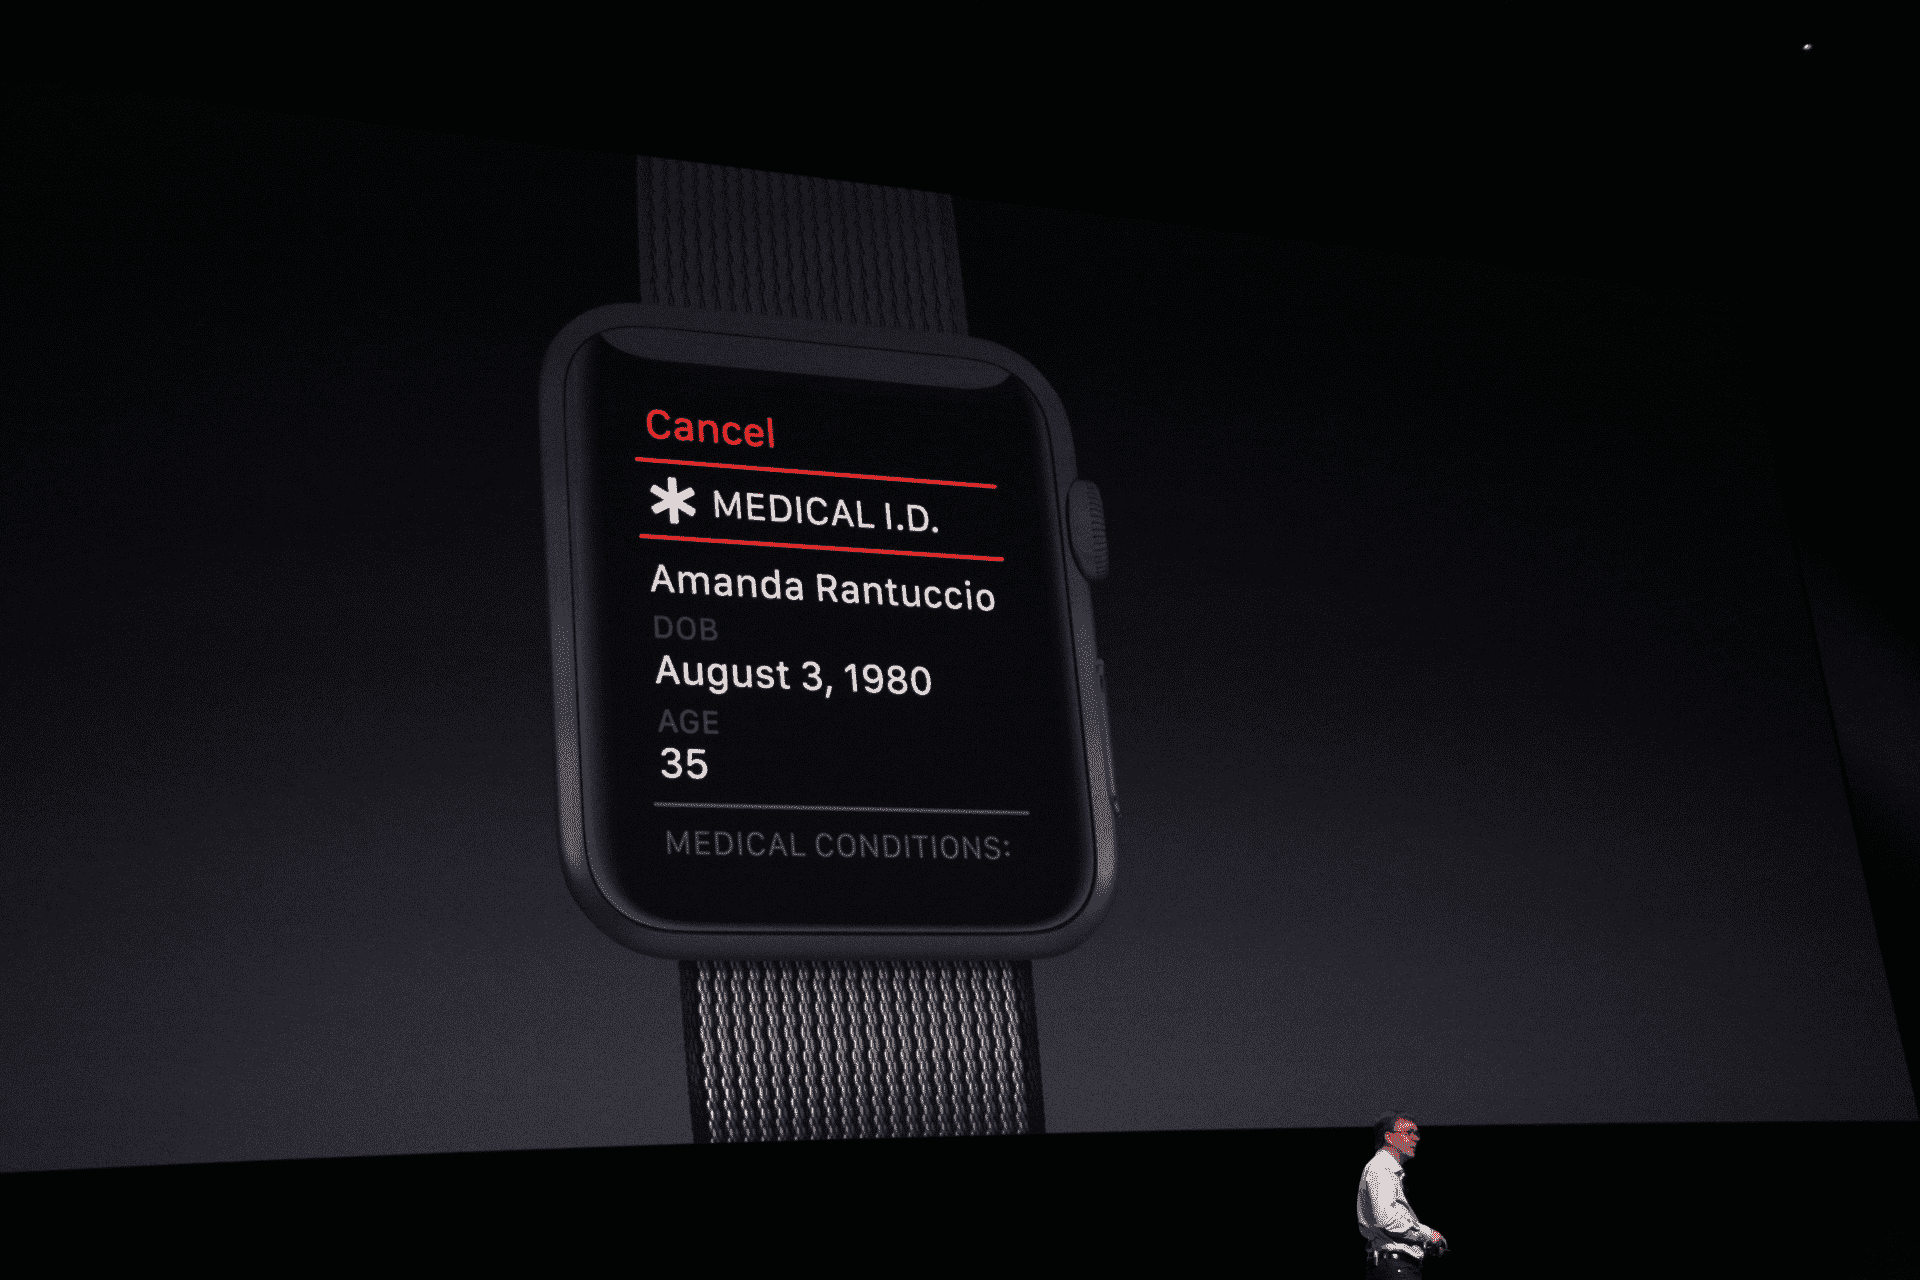 Cancel
MEDICAL I.D.
Amanda Rantuccio
DOB
August 3, 1980
AGE
35
MEDICAL CONDITIONS: